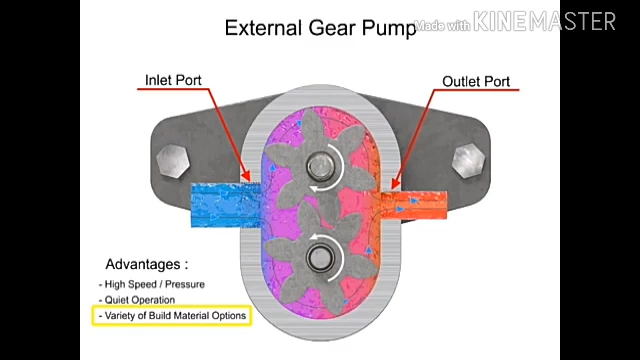 External Gear Pump
Made with KINEMASTER
Inlet Port
Outlet Port
Advantages :
- High Speed / Pressure
- Quiet Operation
- Variety of Build Material Options